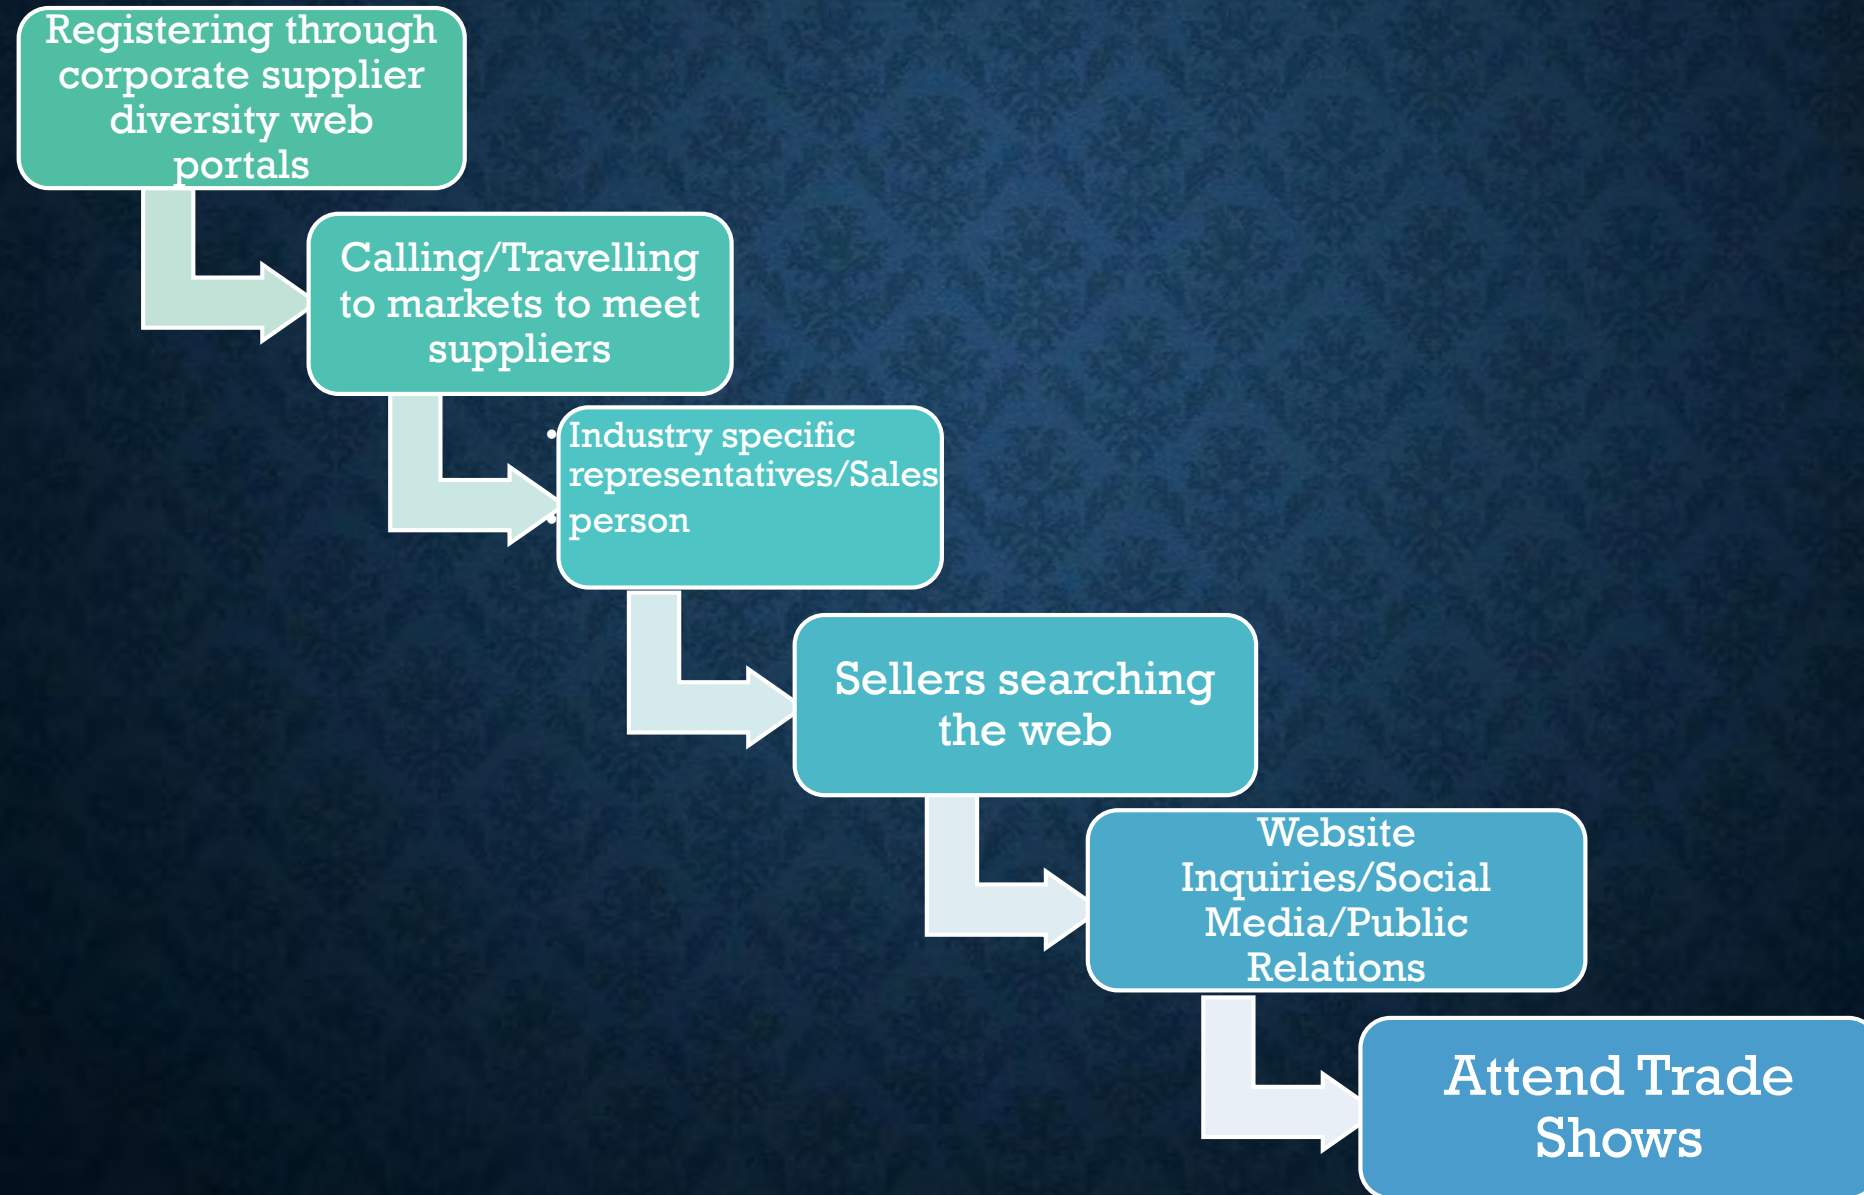 Registering through
corporate supplier
diversity web
portals
Calling/Travelling
to markets to meet
suppliers
• Industry specific
representatives/Sales
• person
Sellers searching
the web
Website
Inquiries/Social
Media/Public
Relations
Attend Trade
Shows